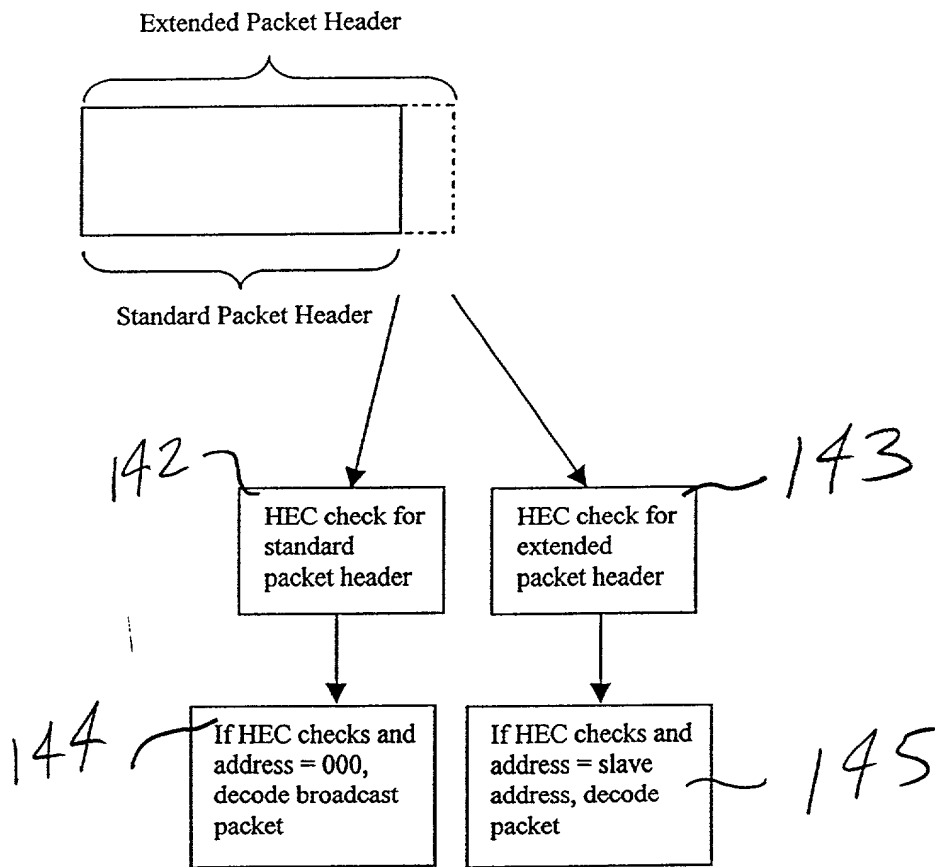 Extended Packet Header
Standard Packet Header
142
143
HEC check for
standard
packet header
HEC check for
extended
packet header
144
145
If HEC checks and
address = 000,
decode broadcast
packet
If HEC checks and
address = slave
address, decode
packet